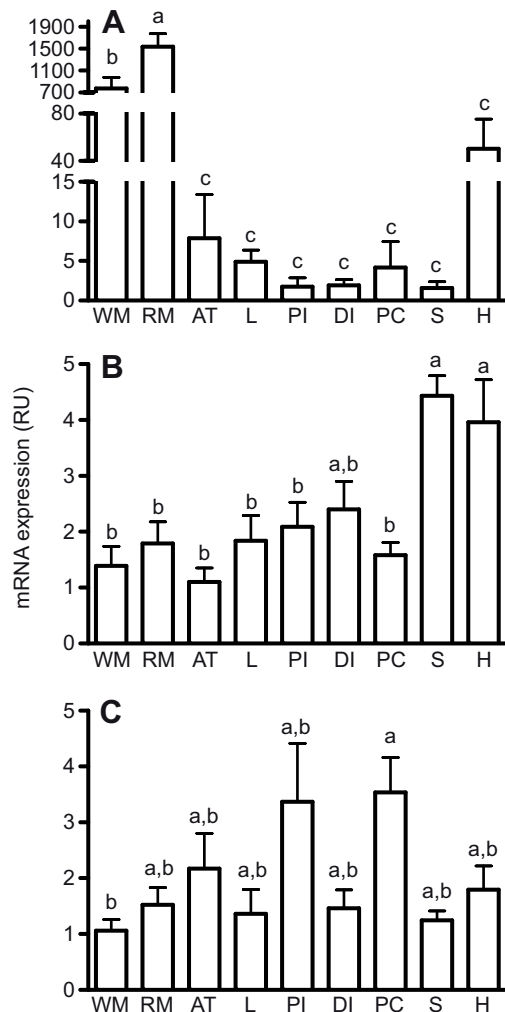 A
1900
1500
1100
700
80
40
15
10
5
0
b
a
c
c
c
c
c
c
c
WM RM AT L PI DI PC S H
mRNA expression (RU)
B
5
4
3
2
1
0
b
b
b
b
b
a,b
b
a
a
WM RM AT L PI DI PC S H
C
5
4
3
2
1
0
b
a,b
a,b
a,b
a,b
a,b
a
a,b
a,b
WM RM AT L PI DI PC S H